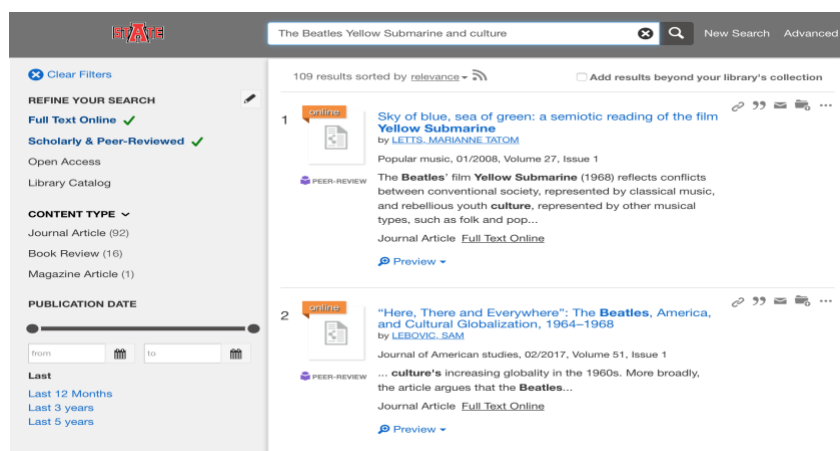 STATE
The Beatles Yellow Submarine and culture
New Search Advanced
Clear Filters
REFINE YOUR SEARCH
Full Text Online
Scholarly & Peer-Reviewed
Open Access
Library Catalog
CONTENT TYPE
Journal Article (92)
Book Review (16)
Magazine Article (1)
PUBLICATION DATE
from to
Last
Last 12 Months
Last 3 years
Last 5 years
109 results sorted by relevance
Add results beyond your library's collection
1
online
Sky of blue, sea of green: a semiotic reading of the film
Yellow Submarine
by LETTS, MARIANNE TATOM
Popular music, 01/2008, Volume 27, Issue 1
PEER-REVIEW
The Beatles' film Yellow Submarine (1968) reflects conflicts
between conventional society, represented by classical music,
and rebellious youth culture, represented by other musical
types, such as folk and pop...
Journal Article Full Text Online
Preview
2
online
“Here, There and Everywhere”: The Beatles, America,
and Cultural Globalization, 1964–1968
by LEBOVIC, SAM
Journal of American studies, 02/2017, Volume 51, Issue 1
PEER-REVIEW
... culture's increasing globality in the 1960s. More broadly,
the article argues that the Beatles...
Journal Article Full Text Online
Preview